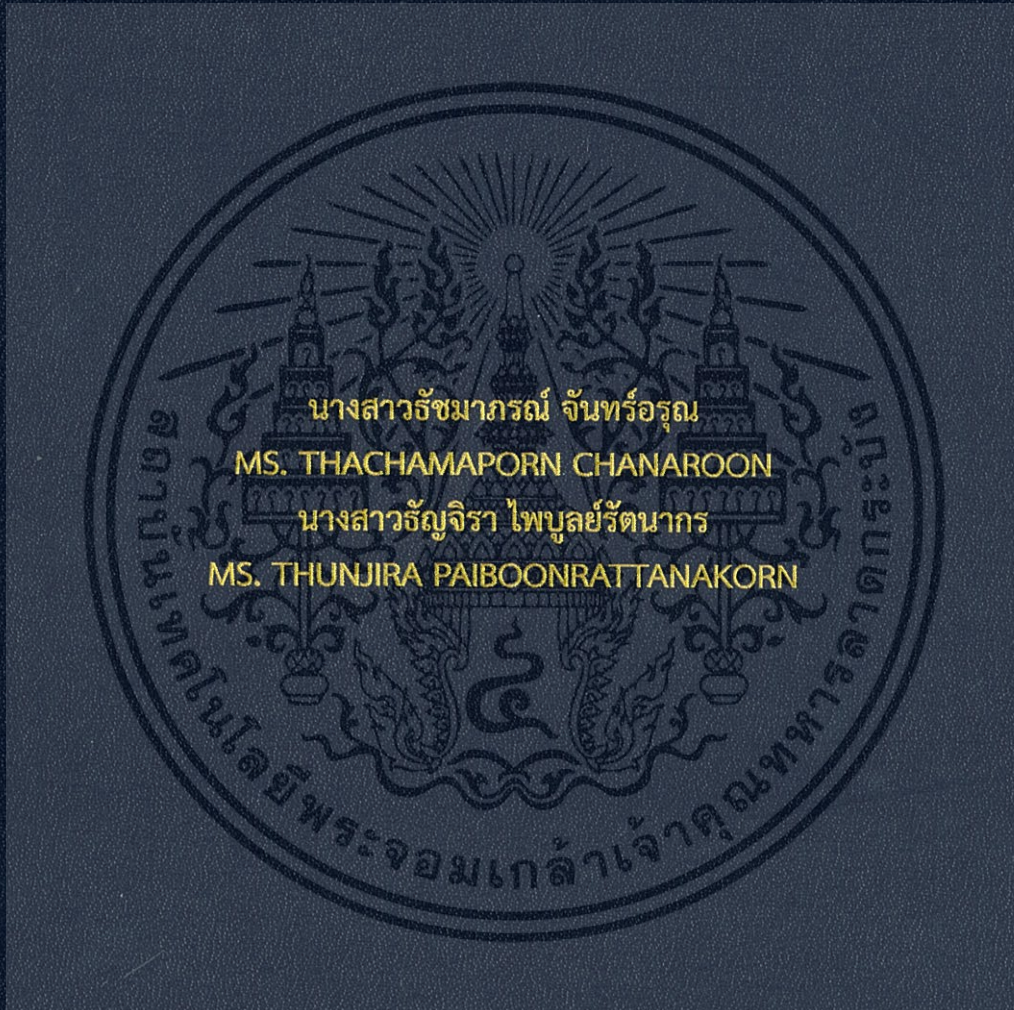 นางสาวธัชมาภรณ์ จันทร์อรุณ
MS. THACHAMAPORN CHANAROON
นางสาวธัญจิรา ไพบูลย์รัตนากร
MS. THUNJIRA PAIBOONRATTANAKORN
สถาบันเทคโนโลยีพระจอมเกล้าเจ้าคุณทหารลาดกระบัง